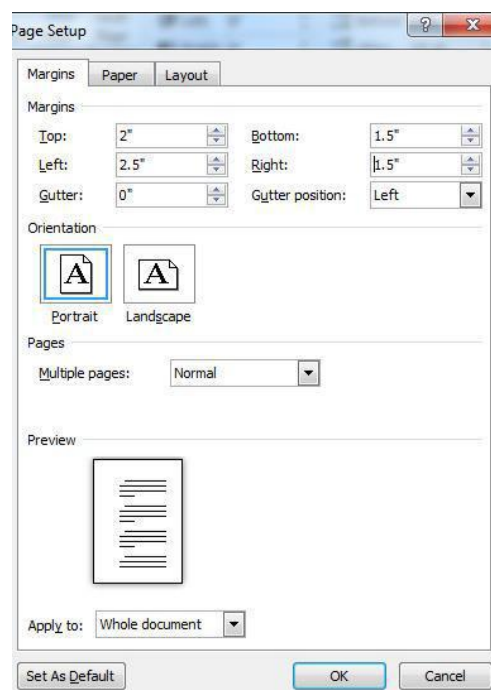 Page Setup
Margins Paper Layout
Margins
Top: 2" Bottom: 1.5"
Left: 2.5" Right: 1.5"
Gutter: 0" Gutter position: Left
Orientation
A A
Portrait Landscape
Pages
Multiple pages: Normal
Preview
Apply to: Whole document
Set As Default OK Cancel